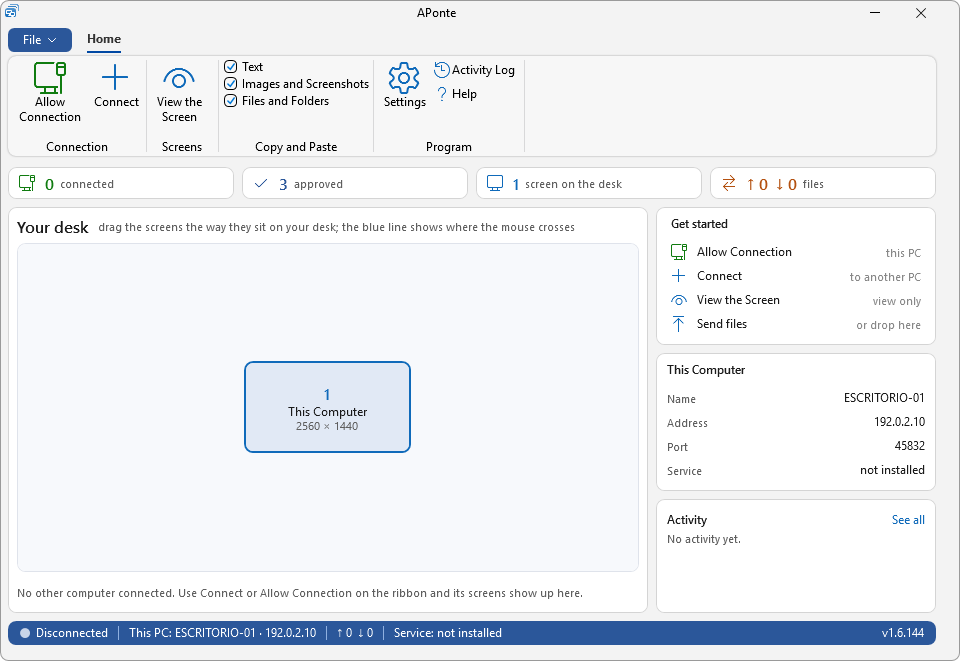 APonte
File
Home
Allow Connection
Connect
View the Screen
Text
Images and Screenshots
Files and Folders
Settings
Activity Log
Help
Connection
Screens
Copy and Paste
Program
0 connected
3 approved
1 screen on the desk
↑ 0 ↓ 0 files
Your desk drag the screens the way they sit on your desk; the blue line shows where the mouse crosses
1
This Computer
2560 × 1440
No other computer connected. Use Connect or Allow Connection on the ribbon and its screens show up here.
Get started
Allow Connection this PC
Connect to another PC
View the Screen view only
Send files or drop here
This Computer
Name ESCRITORIO-01
Address 192.0.2.10
Port 45832
Service not installed
Activity See all
No activity yet.
Disconnected This PC: ESCRITORIO-01 · 192.0.2.10 ↑ 0 ↓ 0 Service: not installed v1.6.144